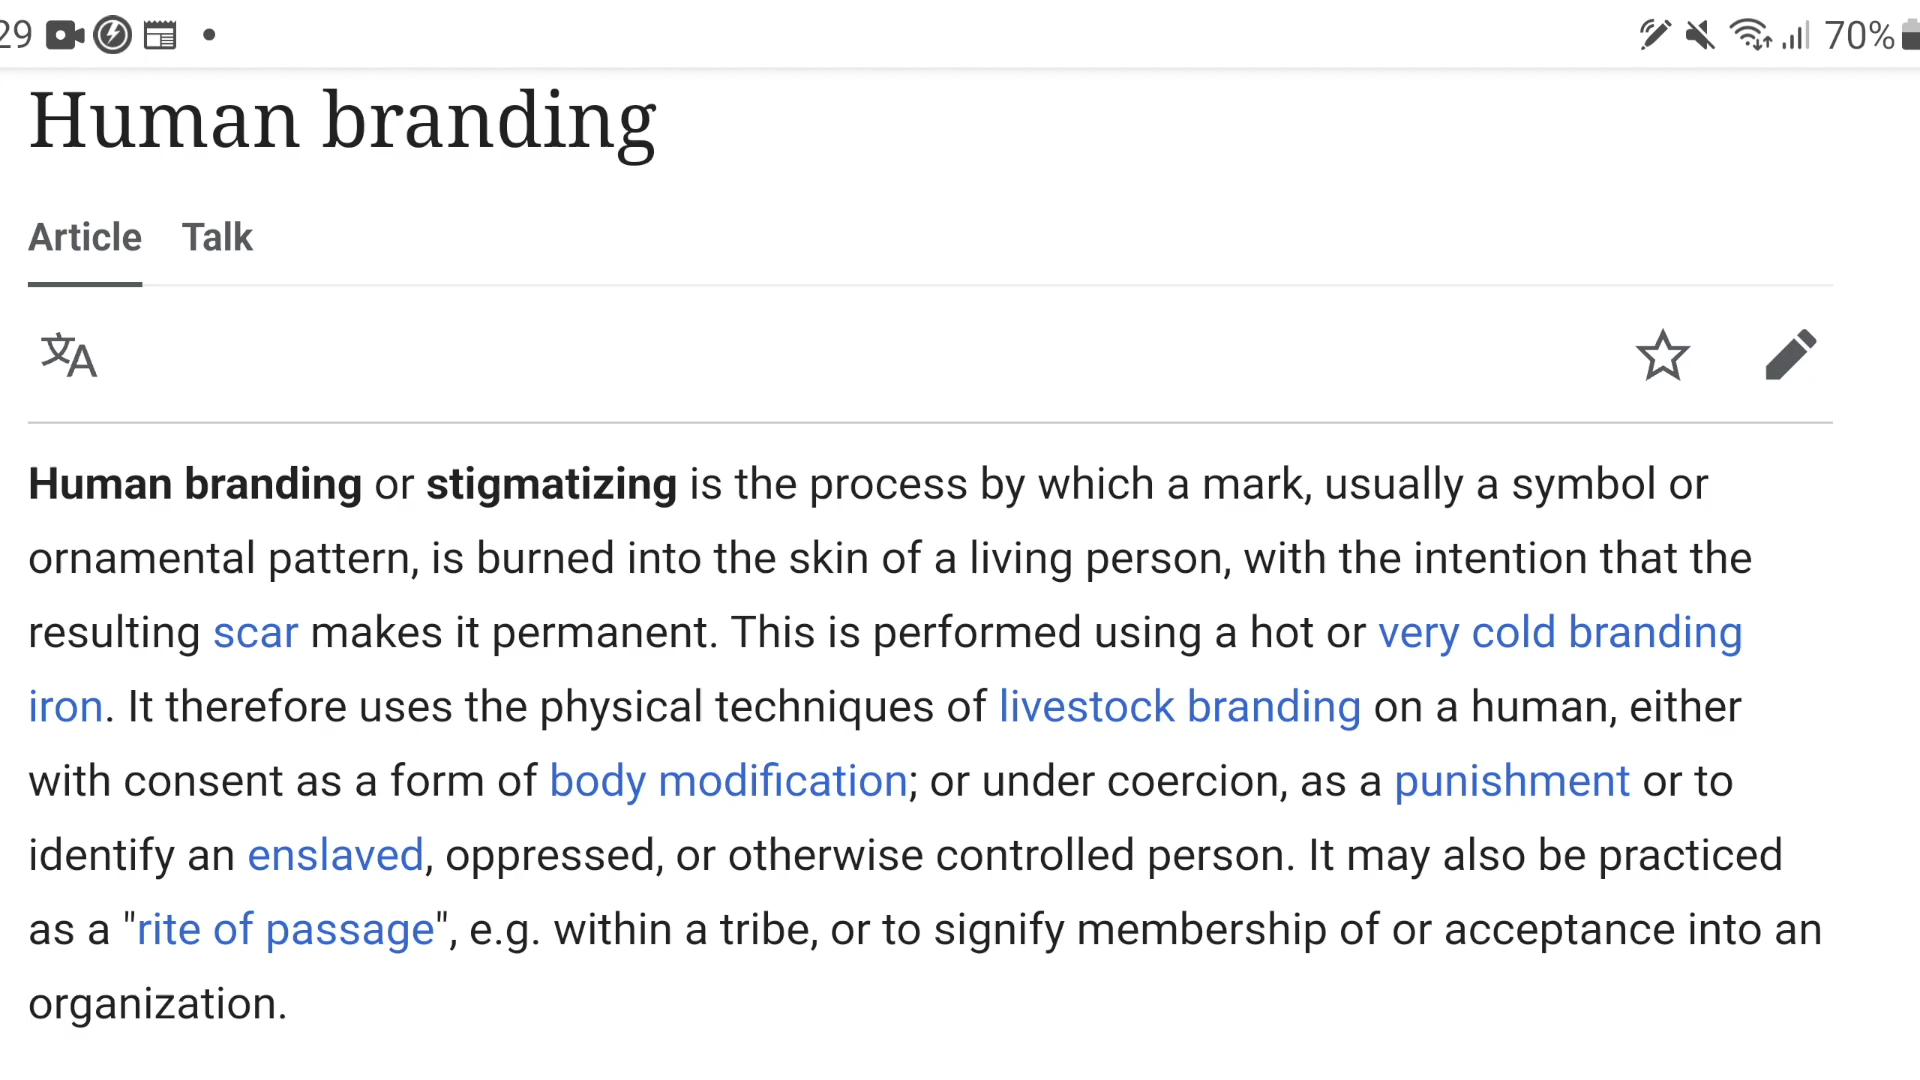 29 70%
Human branding
Article Talk
文A
Human branding or stigmatizing is the process by which a mark, usually a symbol or
ornamental pattern, is burned into the skin of a living person, with the intention that the
resulting scar makes it permanent. This is performed using a hot or very cold branding
iron. It therefore uses the physical techniques of livestock branding on a human, either
with consent as a form of body modification; or under coercion, as a punishment or to
identify an enslaved, oppressed, or otherwise controlled person. It may also be practiced
as a "rite of passage", e.g. within a tribe, or to signify membership of or acceptance into an
organization.